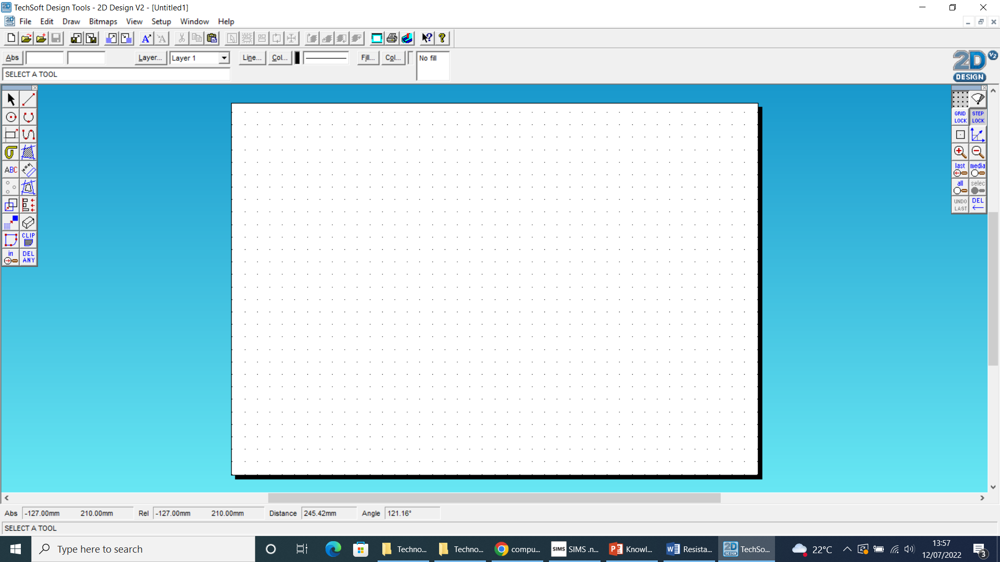 TechSoft Design Tools - 2D Design V2 - [Untitled1]
File Edit Draw Bitmaps View Setup Window Help
Abs Layer... Layer 1 Line... Col... Fill... Col... No fill
SELECT A TOOL
2D V2
DESIGN
ABC
CLIP
in DEL ANY
GRID LOCK STEP LOCK
last media
all selec
UNDO LAST DEL
Abs -127.00mm 210.00mm Rel -127.00mm 210.00mm Distance 245.42mm Angle 121.16°
SELECT A TOOL
Type here to search Techno... Techno... compu... SIMS SIMS .n... Knowl... Resista... 2D DESIGN TechSo... 22°C 13:57
12/07/2022 3